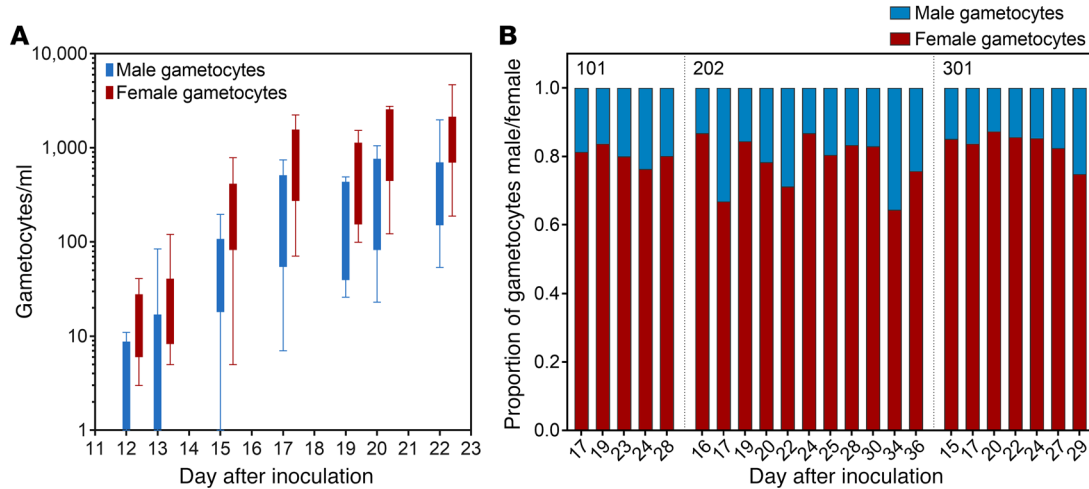 A
10,000
1,000
100
10
1
Gametocytes/ml
Male gametocytes
Female gametocytes
11 12 13 14 15 16 17 18 19 20 21 22 23
Day after inoculation
B
Male gametocytes
Female gametocytes
101 202 301
1.0
0.8
0.6
0.4
0.2
0.0
Proportion of gametocytes male/female
17 19 23 24 28 16 17 19 20 22 24 25 28 30 34 36 15 17 20 22 24 27 29
Day after inoculation